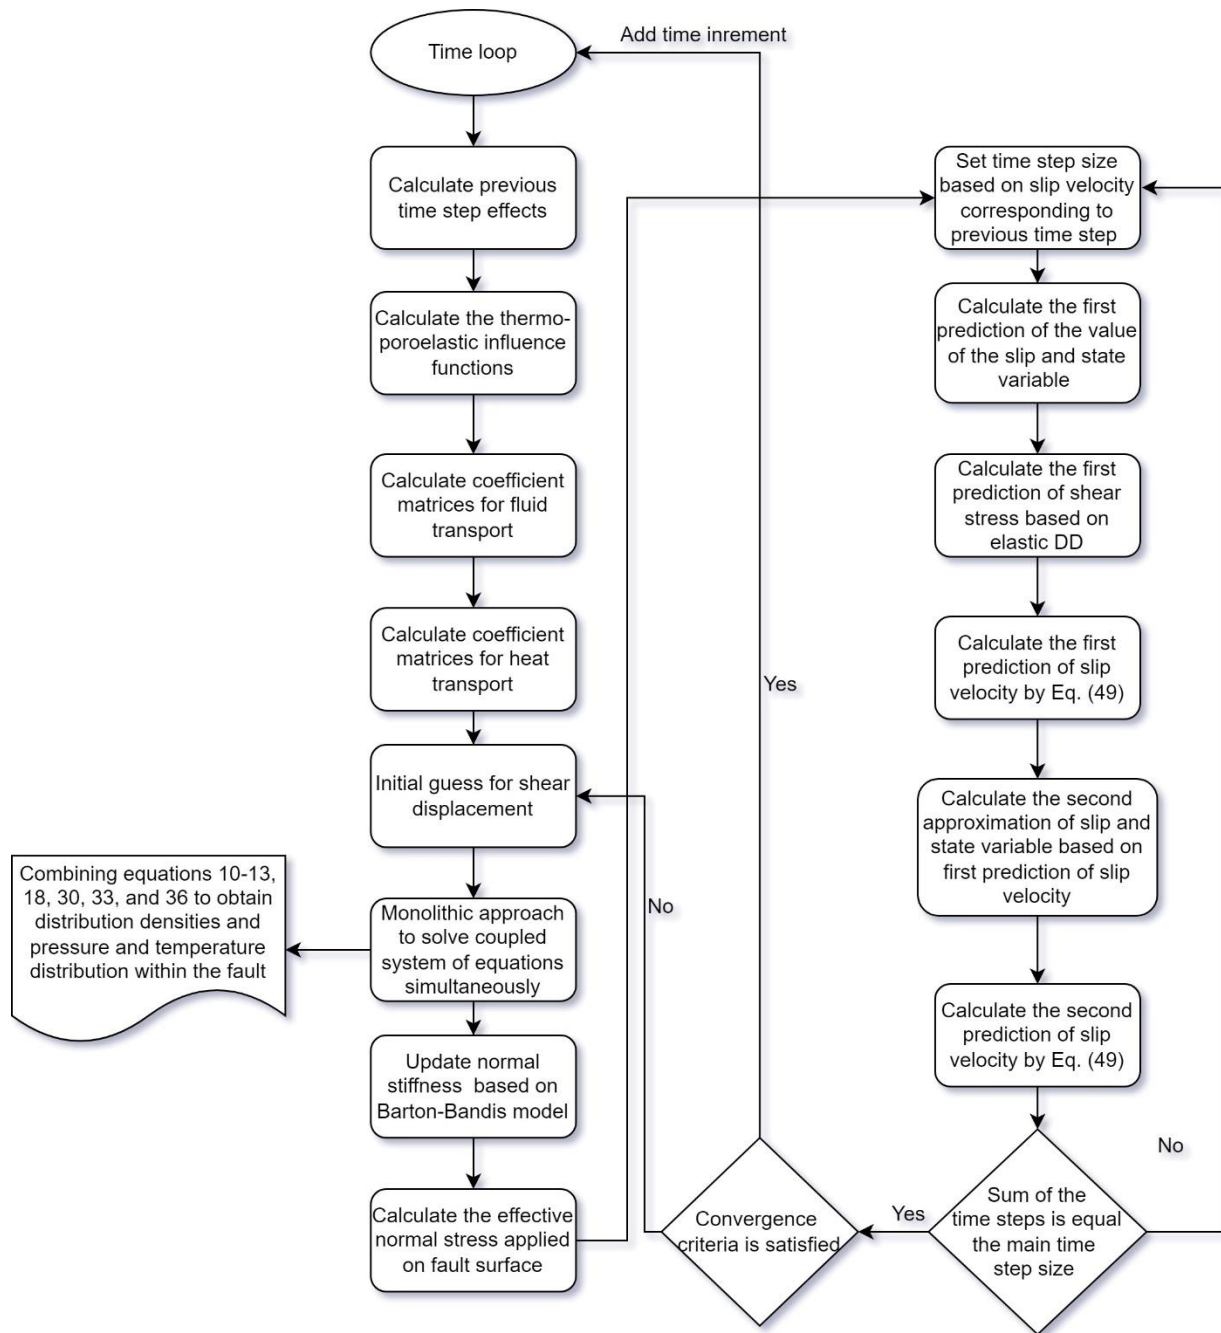 Time loop
Add time inrement
Calculate previous
time step effects
Calculate the thermo-
poroelastic influence
functions
Calculate coefficient
matrices for fluid
transport
Calculate coefficient
matrices for heat
transport
Initial guess for shear
displacement
Combining equations 10-13,
18, 30, 33, and 36 to obtain
distribution densities and
pressure and temperature
distribution within the fault
Monolithic approach
to solve coupled
system of equations
simultaneously
Update normal
stiffness based on
Barton-Bandis model
Calculate the effective
normal stress applied
on fault surface
Set time step size
based on slip velocity
corresponding to
previous time step
Calculate the first
prediction of the value
of the slip and state
variable
Calculate the first
prediction of shear
stress based on
elastic DD
Calculate the first
prediction of slip
velocity by Eq. (49)
Calculate the second
approximation of slip and
state variable based on
first prediction of slip
velocity
Calculate the second
prediction of slip
velocity by Eq. (49)
Sum of the
time steps is equal
the main time
step size
No
Yes
Convergence
criteria is satisfied
No
Yes